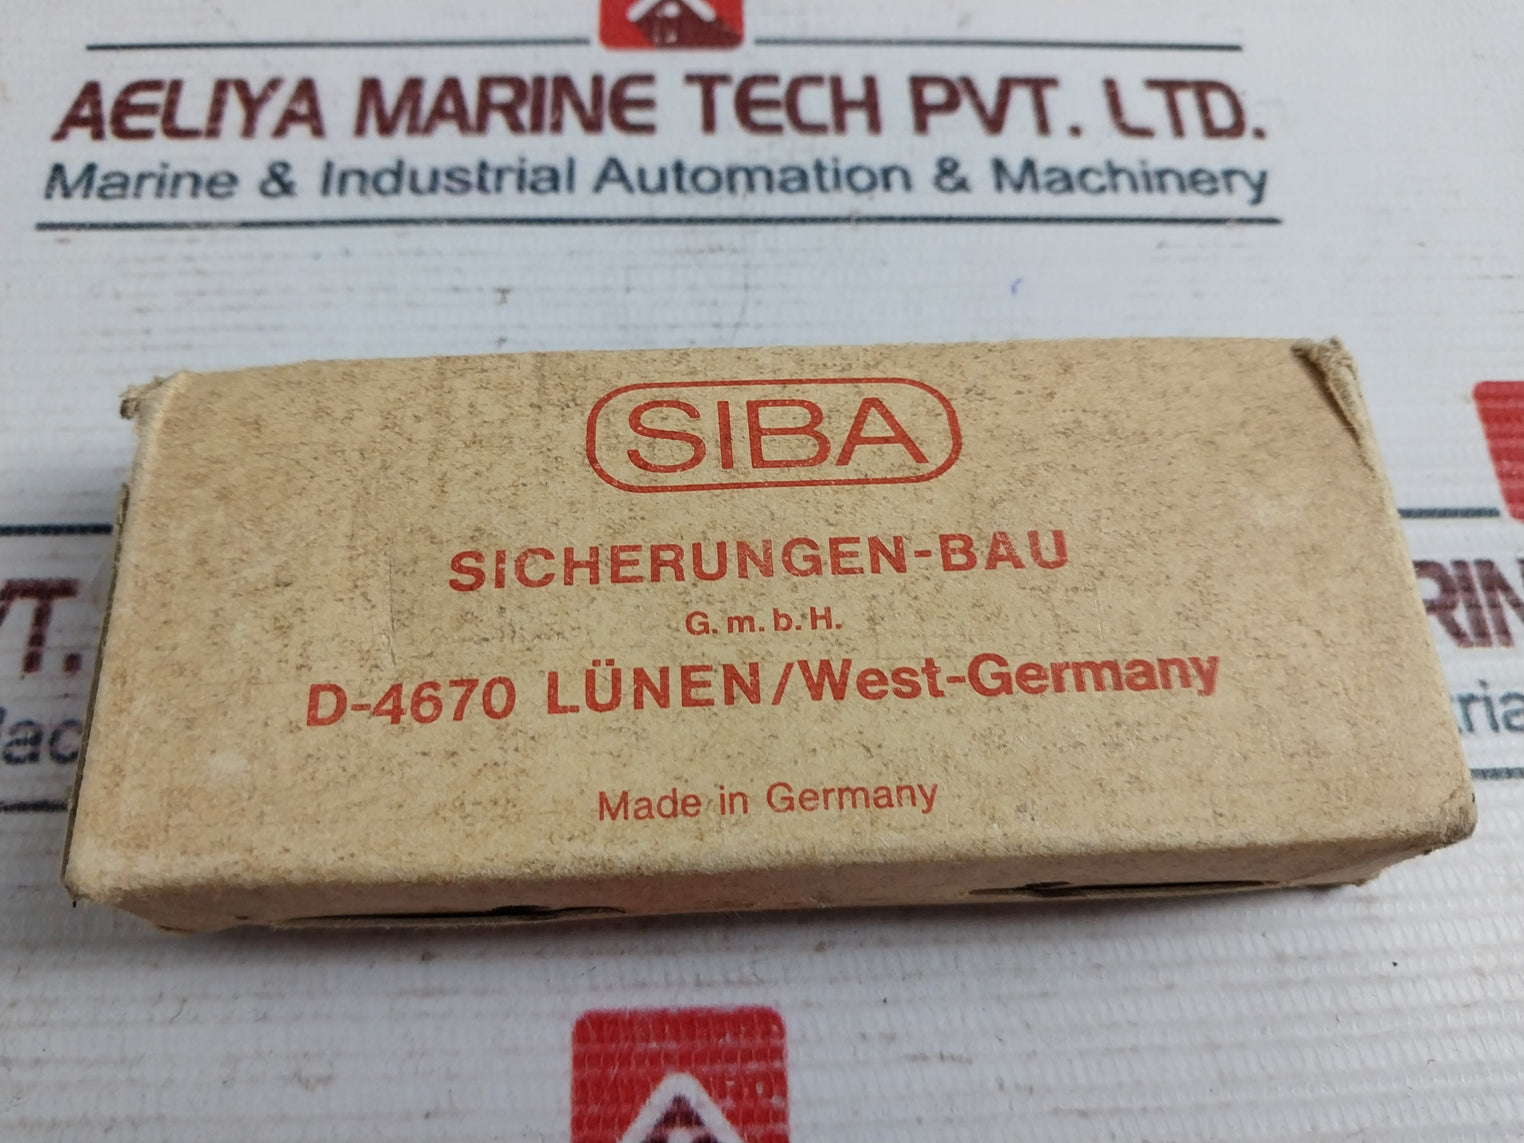 AELIYA MARINE TECH PVT. LTD.
Marine & Industrial Automation & Machinery
SIBA
SICHERUNGEN-BAU
G.m.b.H.
D-4670 LÜNEN/West-Germany
Made in Germany